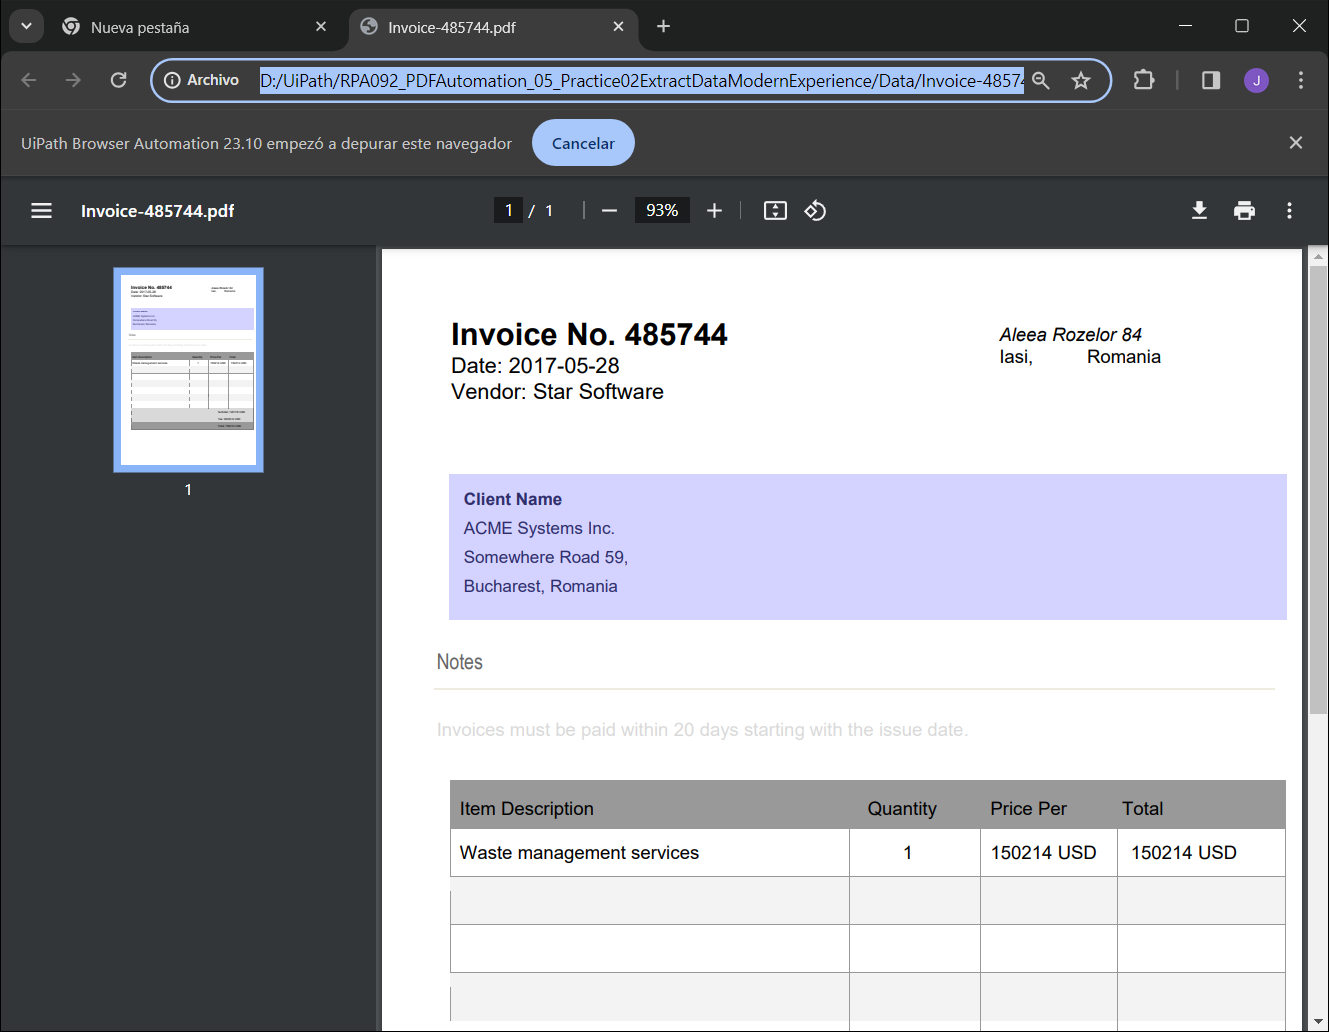 Nueva pestaña
Invoice-485744.pdf
Archivo
D:/UiPath/RPA092_PDFAutomation_05_Practice02ExtractDataModernExperience/Data/Invoice-4857
J
UiPath Browser Automation 23.10 empezó a depurar este navegador
Cancelar
Invoice-485744.pdf
1 / 1
93%
Invoice No. 485744
Date: 2017-05-28
Vendor: Star Software
Aleea Rozelor 84
Iasi, Romania
1
Client Name
ACME Systems Inc.
Somewhere Road 59,
Bucharest, Romania
Notes
Invoices must be paid within 20 days starting with the issue date.
Item Description Quantity Price Per Total
Waste management services 1 150214 USD 150214 USD